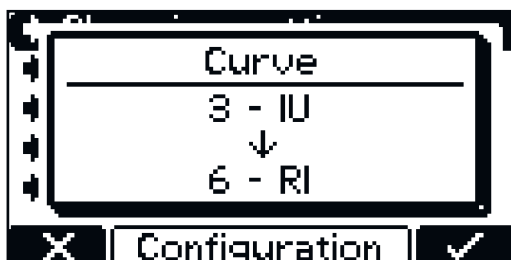 Curve
3 - IU
↓
6 - RI
Configuration